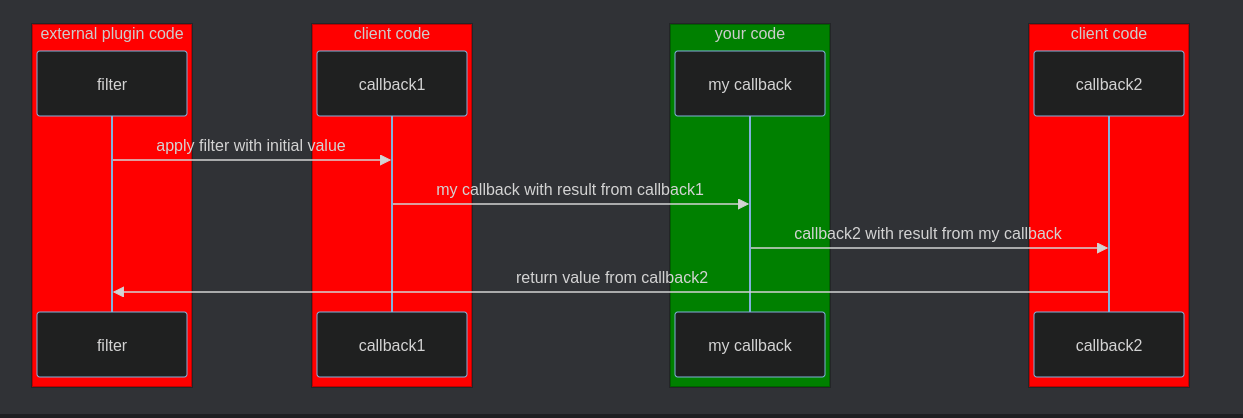 external plugin code
client code
your code
client code
filter
callback1
my callback
callback2
apply filter with initial value
my callback with result from callback1
callback2 with result from my callback
return value from callback2
filter
callback1
my callback
callback2